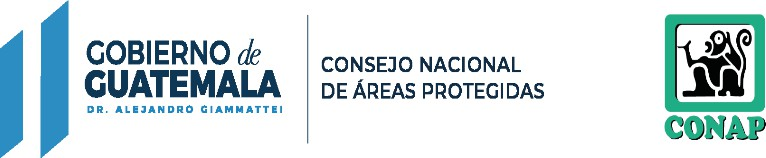 GOBIERNO de
GUATEMALA
DR. ALEJANDRO GIAMMATTEI
CONSEJO NACIONAL
DE ÁREAS PROTEGIDAS
CONAP